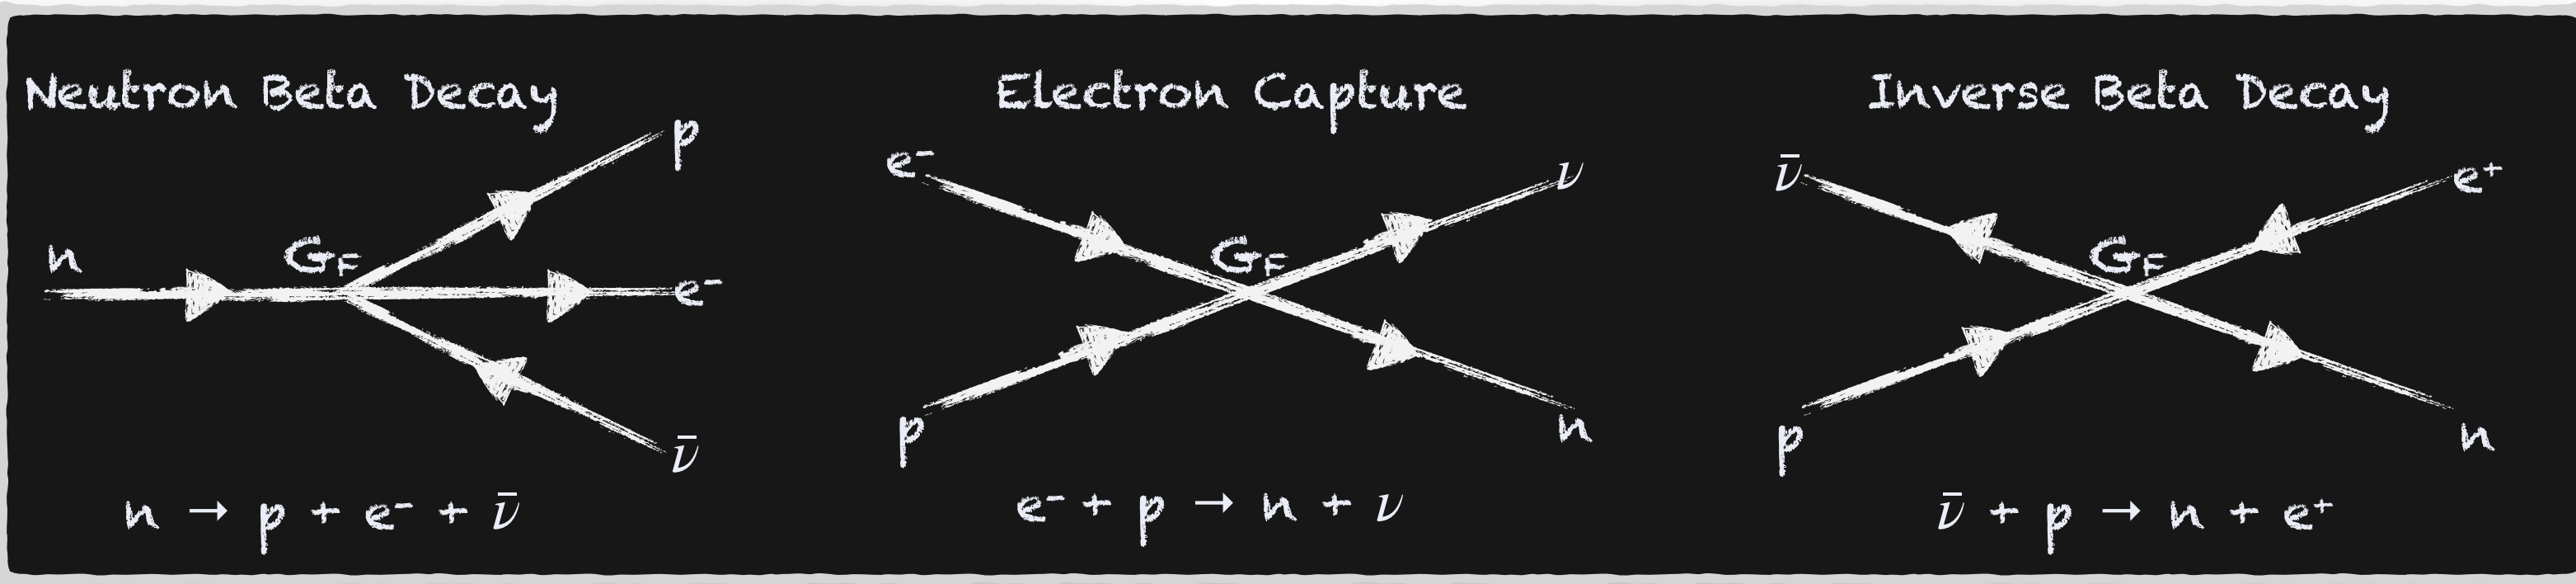 Neutron Beta Decay
p
n
G_F
e⁻
ν̄
n → p + e⁻ + ν̄
Electron Capture
e⁻
ν
G_F
p
n
e⁻ + p → n + ν
Inverse Beta Decay
ν̄
e⁺
G_F
p
n
ν̄ + p → n + e⁺